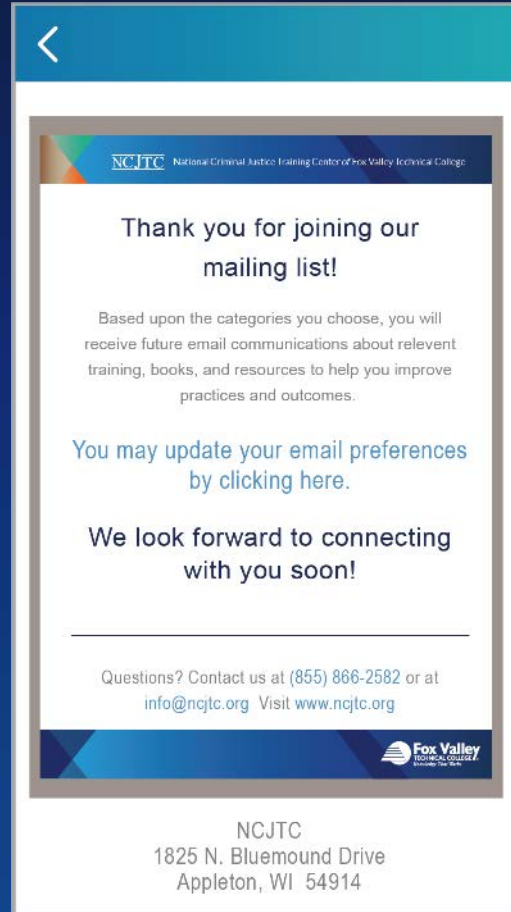 NCJTC National Criminal Justice Training Center of Fox Valley Technical College
Thank you for joining our
mailing list!
Based upon the categories you choose, you will
receive future email communications about relevent
training, books, and resources to help you improve
practices and outcomes.
You may update your email preferences
by clicking here.
We look forward to connecting
with you soon!
Questions? Contact us at (855) 866-2582 or at
info@ncjtc.org Visit www.ncjtc.org
Fox Valley
TECHNICAL COLLEGE
Knowledge That Works
NCJTC
1825 N. Bluemound Drive
Appleton, WI 54914